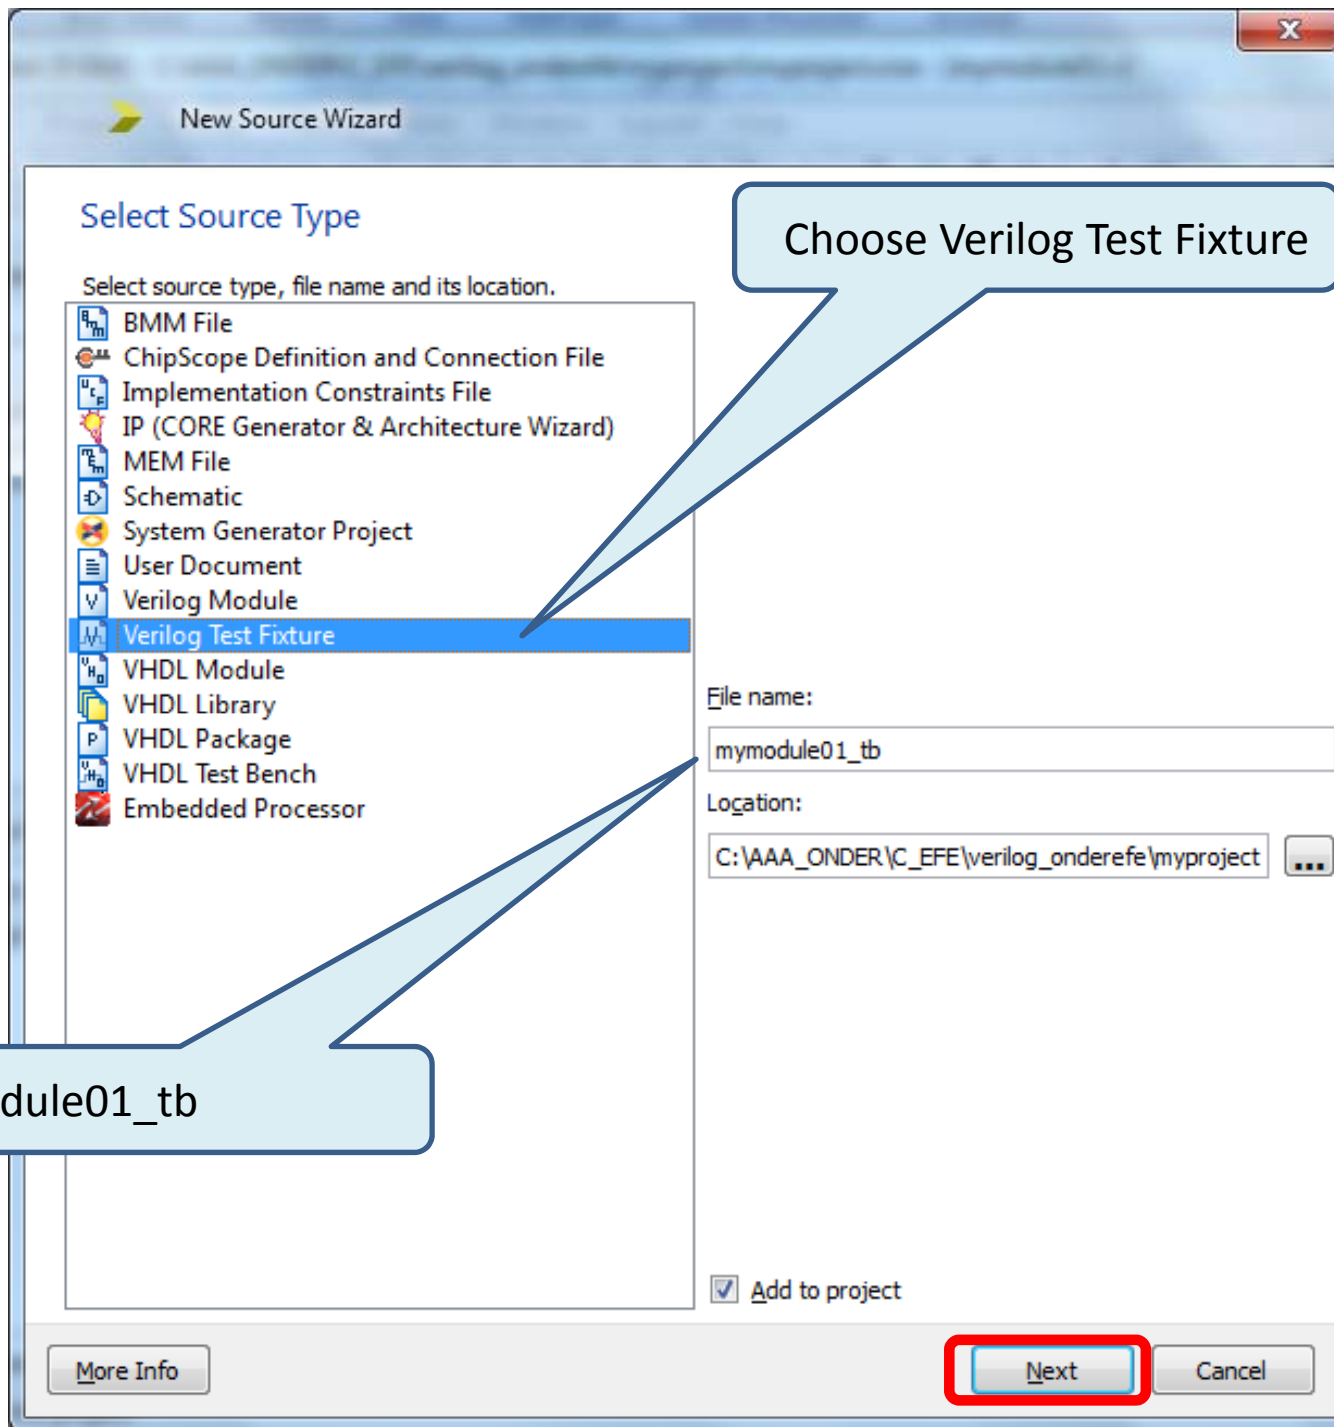 New Source Wizard
Select Source Type
Choose Verilog Test Fixture
Select source type, file name and its location.
BMM File
ChipScope Definition and Connection File
Implementation Constraints File
IP (CORE Generator & Architecture Wizard)
MEM File
Schematic
System Generator Project
User Document
Verilog Module
Verilog Test Fixture
VHDL Module
VHDL Library
VHDL Package
VHDL Test Bench
Embedded Processor
File name:
mymodule01_tb
Location:
C:\AAA_ONDER\C_EFE\verilog_onderefe\myproject
...
dule01_tb
Add to project
More Info
Next
Cancel